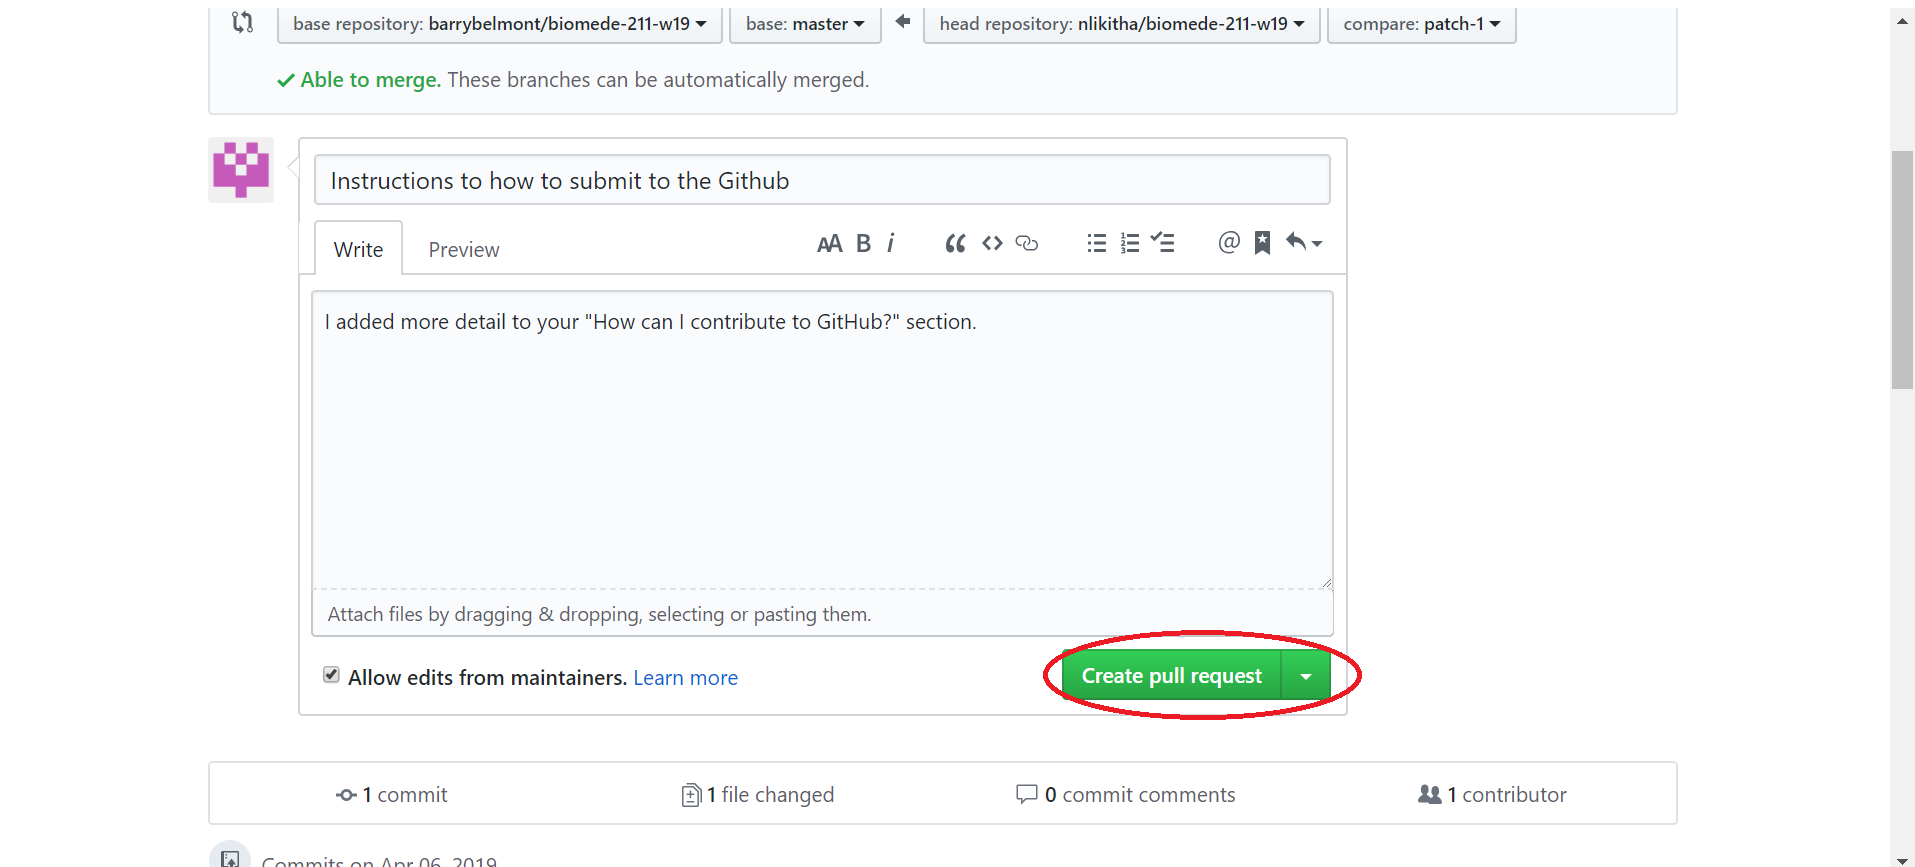 base repository: barrybelmont/biomede-211-w19 base: master head repository: nlikitha/biomede-211-w19 compare: patch-1
Able to merge. These branches can be automatically merged.
Instructions to how to submit to the Github
Write Preview AA B i
I added more detail to your "How can I contribute to GitHub?" section.
Attach files by dragging & dropping, selecting or pasting them.
Allow edits from maintainers. Learn more Create pull request
1 commit 1 file changed 0 commit comments 1 contributor
Commits on Apr 06, 2019